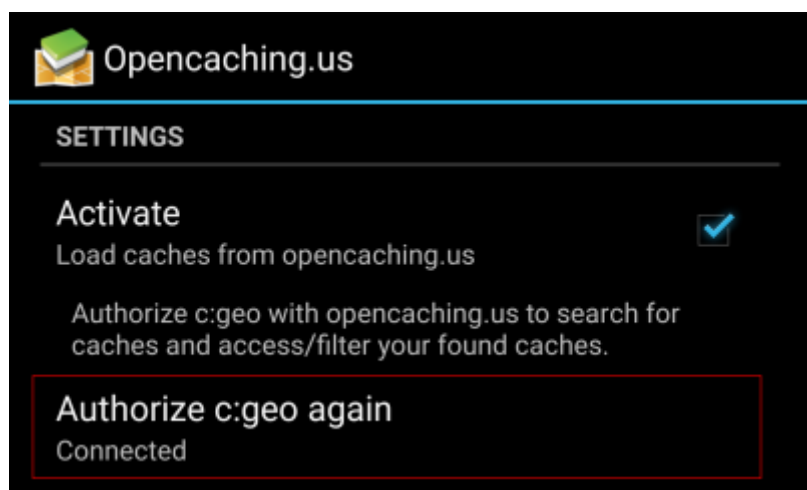 Opencaching.us
SETTINGS
Activate
Load caches from opencaching.us
Authorize c:geo with opencaching.us to search for
caches and access/filter your found caches.
Authorize c:geo again
Connected